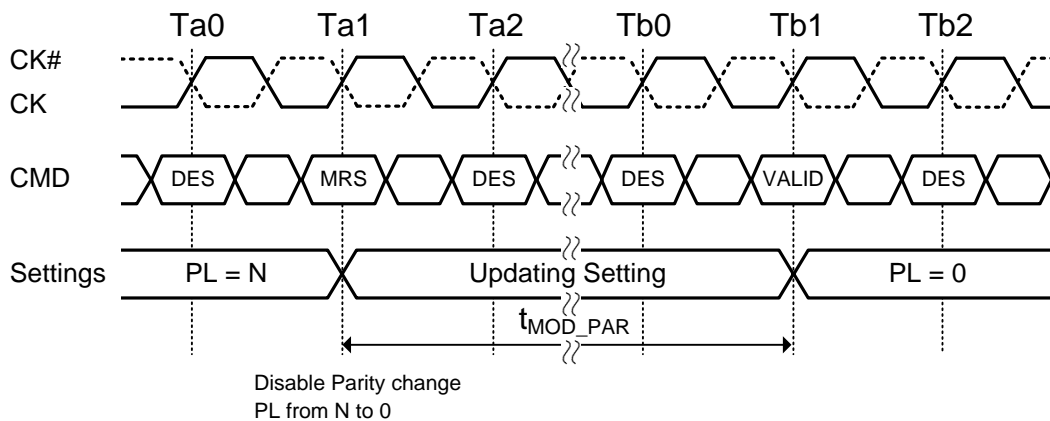 Ta0 Ta1 Ta2 Tb0 Tb1 Tb2
CK#
CK
CMD DES MRS DES DES VALID DES
Settings PL = N Updating Setting PL = 0
tMOD_PAR
Disable Parity change
PL from N to 0